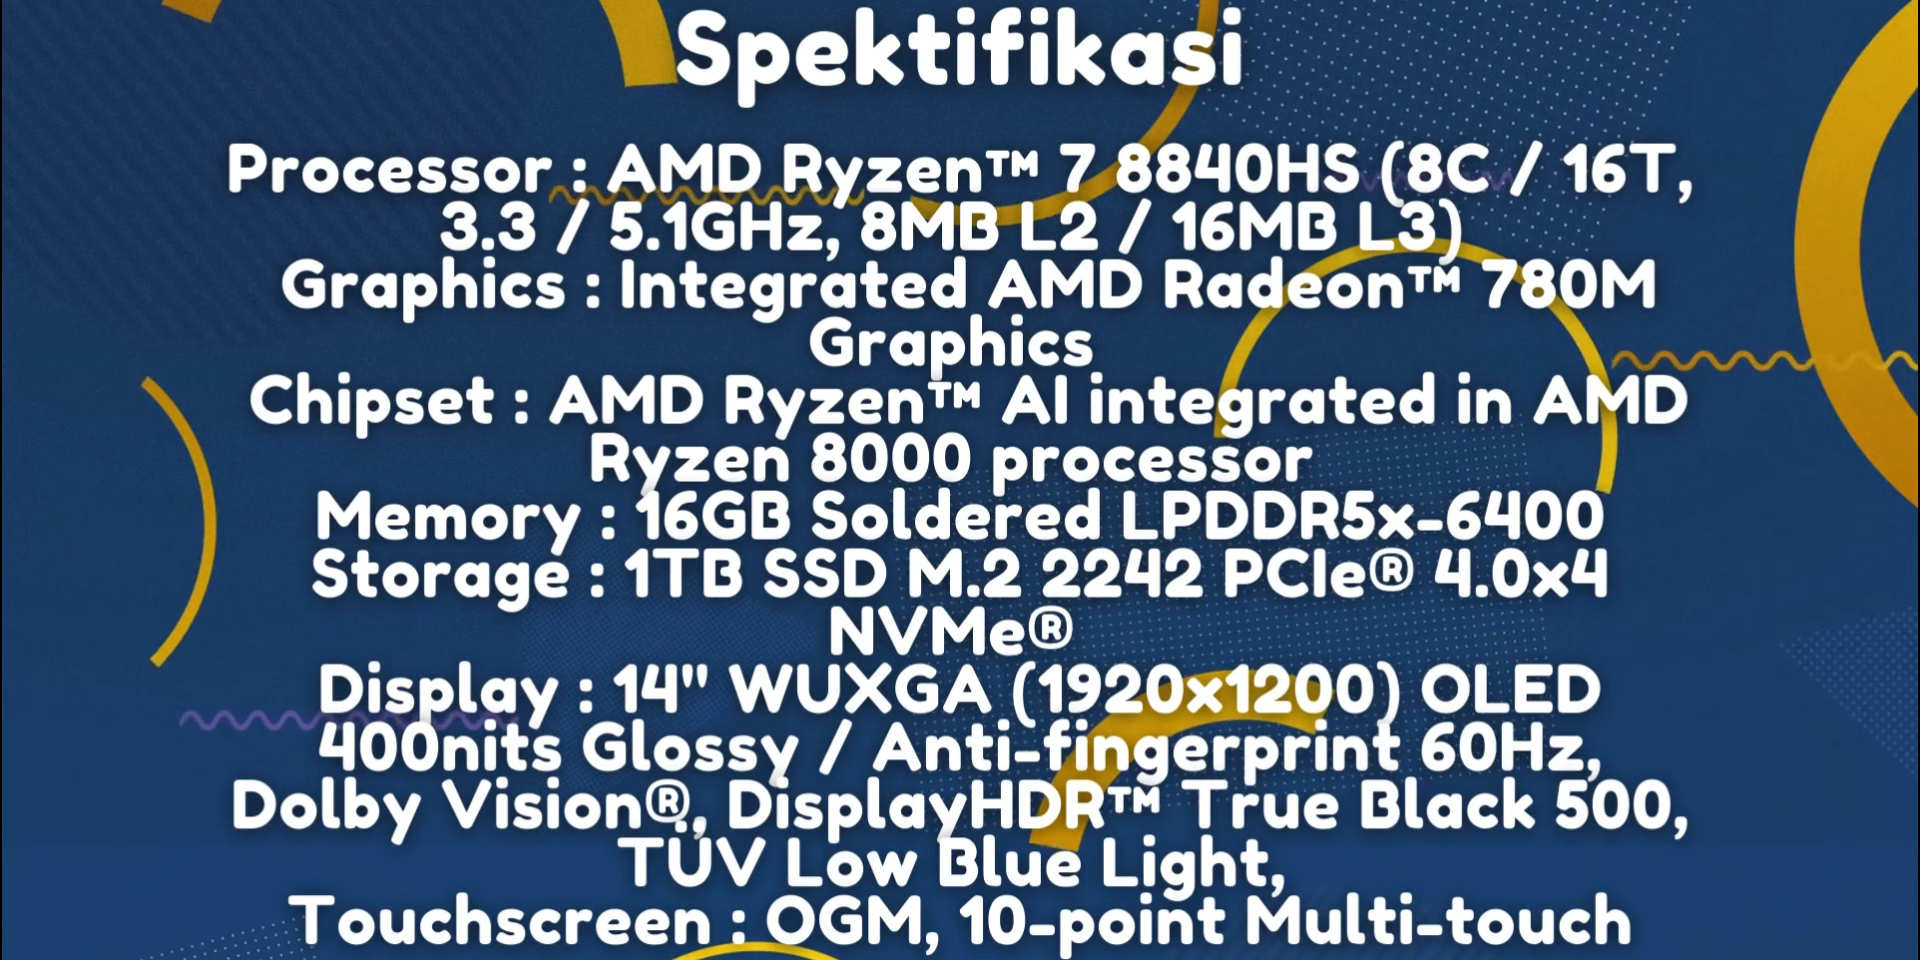 Spektifikasi
Processor : AMD Ryzen™ 7 8840HS (8C / 16T,
3.3 / 5.1GHz, 8MB L2 / 16MB L3)
Graphics : Integrated AMD Radeon™ 780M
Graphics
Chipset : AMD Ryzen™ AI integrated in AMD
Ryzen 8000 processor
Memory : 16GB Soldered LPDDR5x-6400
Storage : 1TB SSD M.2 2242 PCIe® 4.0x4
NVMe®
Display : 14" WUXGA (1920x1200) OLED
400nits Glossy / Anti-fingerprint 60Hz,
Dolby Vision®, DisplayHDR™ True Black 500,
TÜV Low Blue Light,
Touchscreen : OGM, 10-point Multi-touch